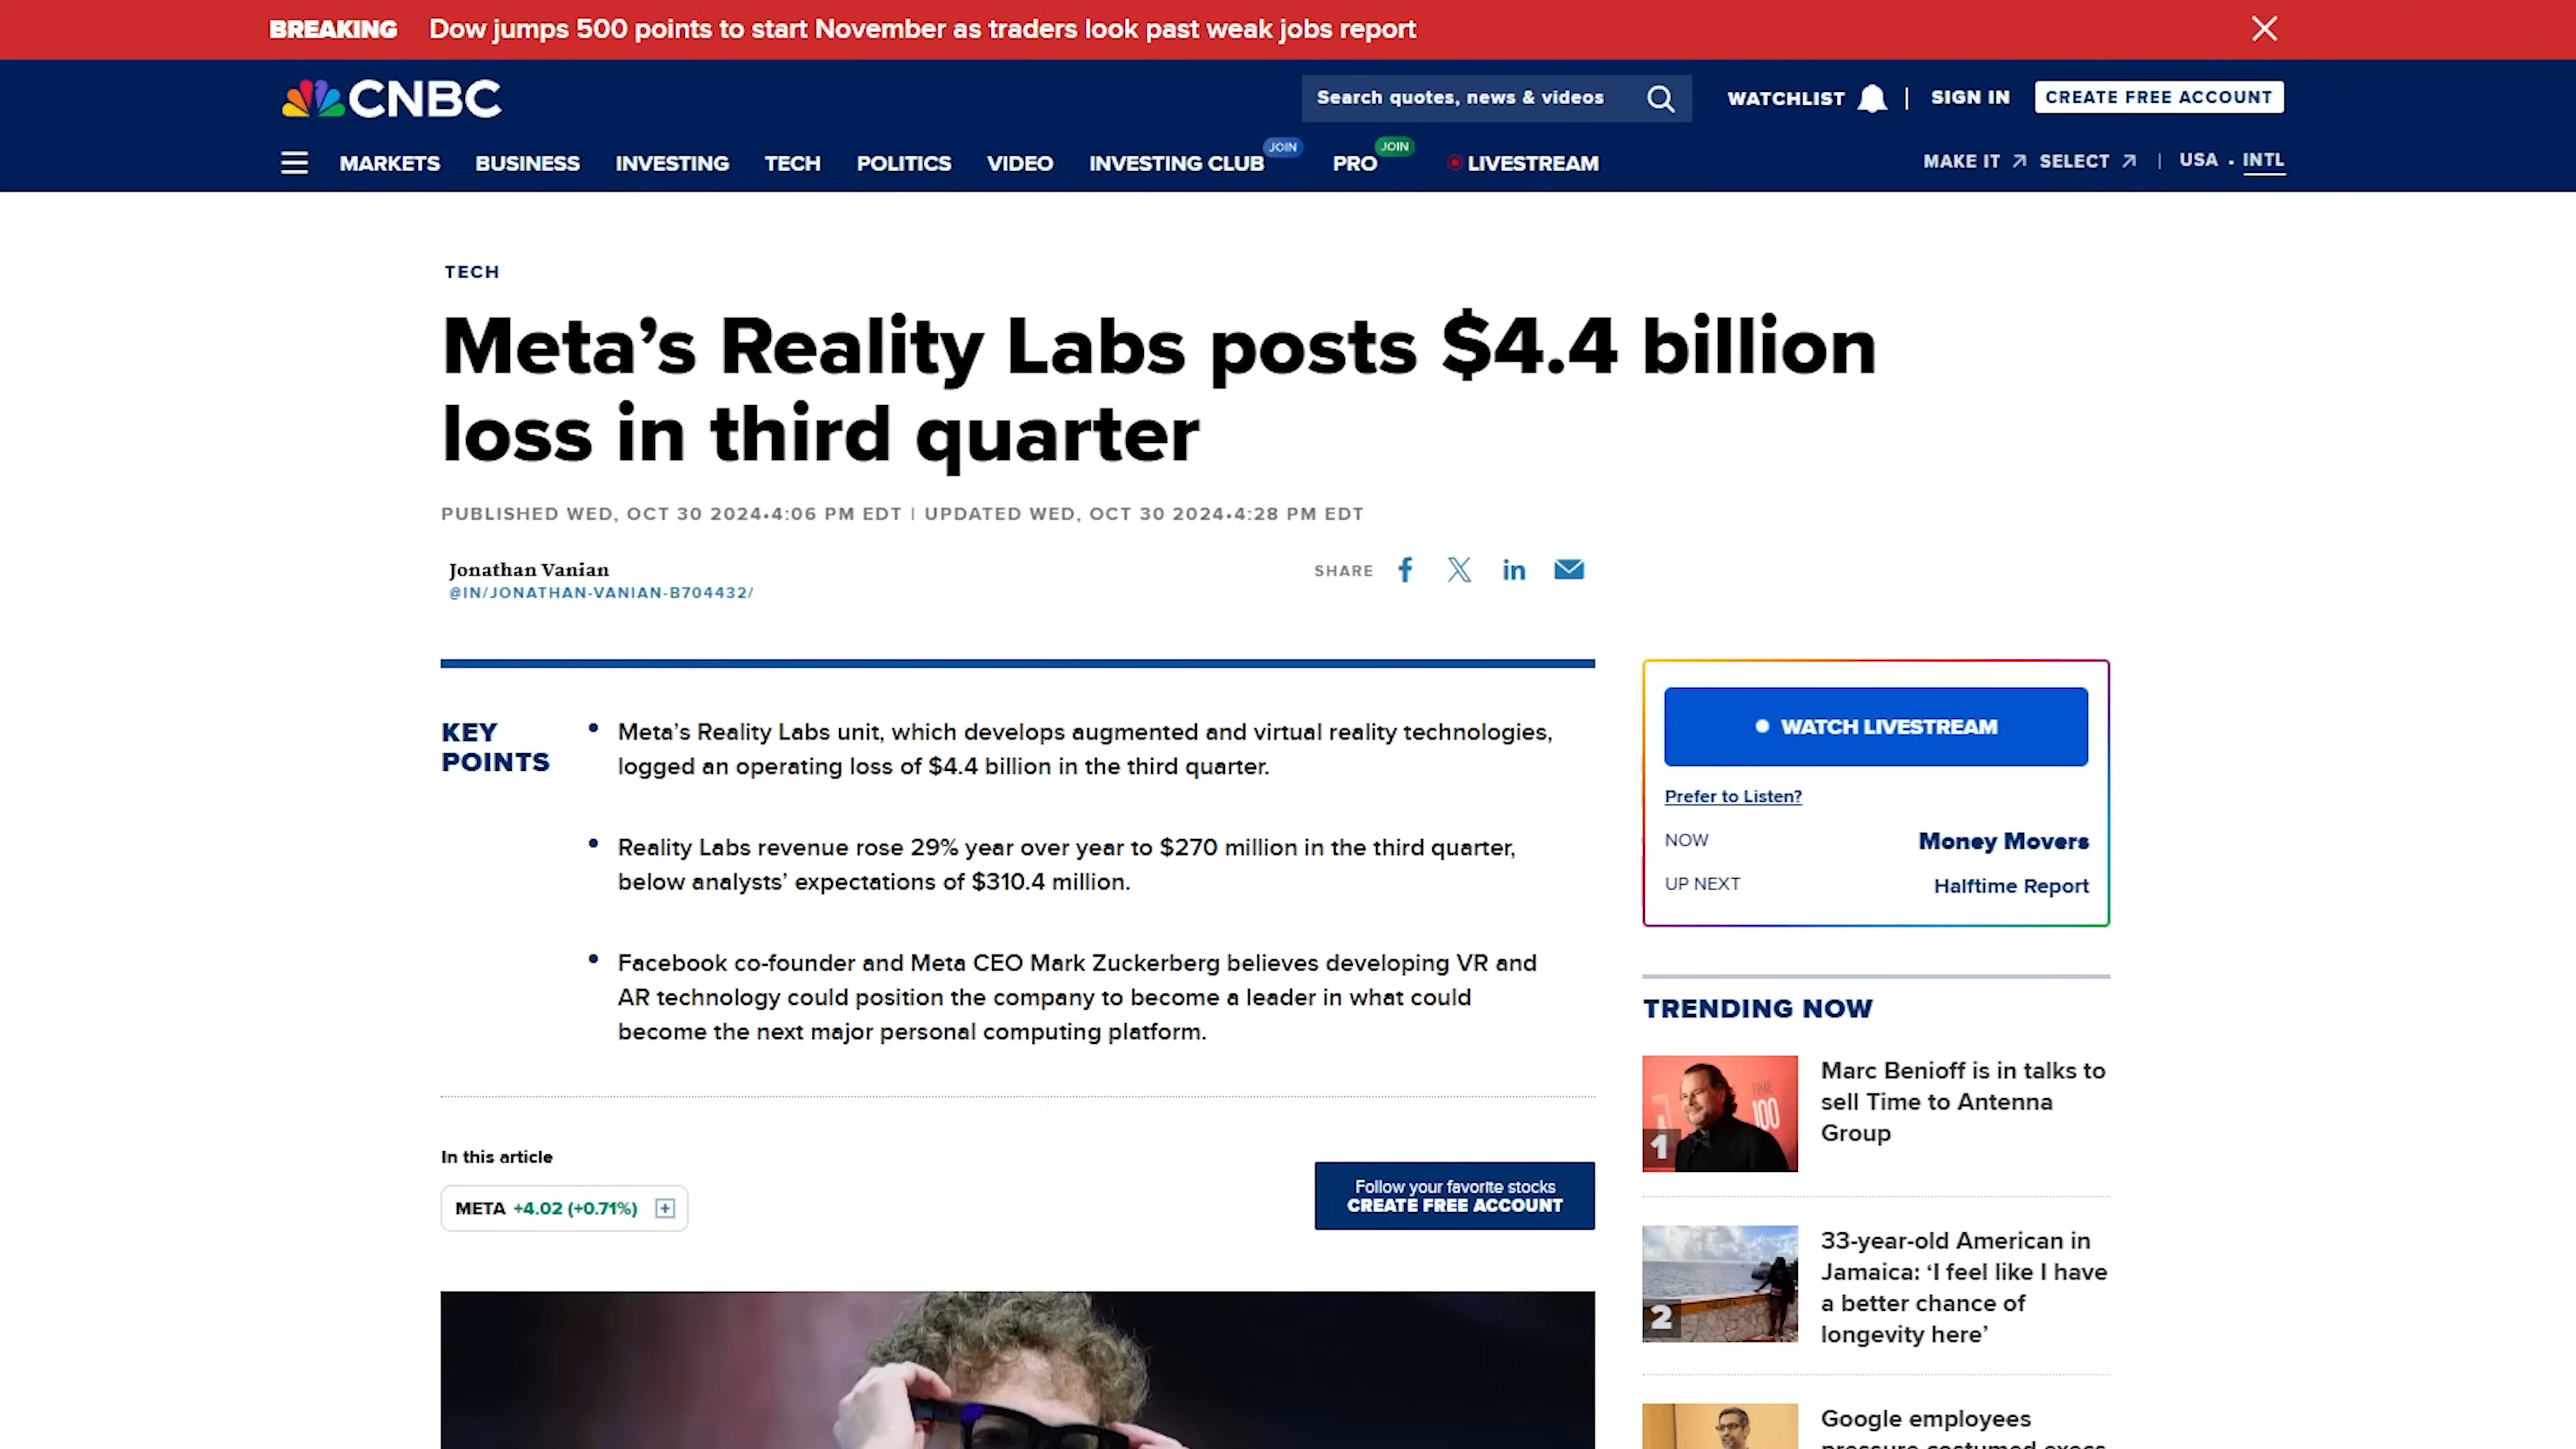 BREAKING Dow jumps 500 points to start November as traders look past weak jobs report
CNBC
Search quotes, news & videos
WATCHLIST | SIGN IN CREATE FREE ACCOUNT
MARKETS BUSINESS INVESTING TECH POLITICS VIDEO INVESTING CLUB JOIN PRO JOIN LIVESTREAM
MAKE IT SELECT | USA • INTL
TECH
Meta’s Reality Labs posts $4.4 billion
loss in third quarter
PUBLISHED WED, OCT 30 2024•4:06 PM EDT | UPDATED WED, OCT 30 2024•4:28 PM EDT
Jonathan Vanian
@IN/JONATHAN-VANIAN-B704432/
SHARE
KEY
POINTS
• Meta’s Reality Labs unit, which develops augmented and virtual reality technologies,
logged an operating loss of $4.4 billion in the third quarter.
• Reality Labs revenue rose 29% year over year to $270 million in the third quarter,
below analysts’ expectations of $310.4 million.
• Facebook co-founder and Meta CEO Mark Zuckerberg believes developing VR and
AR technology could position the company to become a leader in what could
become the next major personal computing platform.
In this article
META +4.02 (+0.71%)
Follow your favorite stocks
CREATE FREE ACCOUNT
WATCH LIVESTREAM
Prefer to Listen?
NOW Money Movers
UP NEXT Halftime Report
TRENDING NOW
TIME
100
1
Marc Benioff is in talks to
sell Time to Antenna
Group
2
33-year-old American in
Jamaica: ‘I feel like I have
a better chance of
longevity here’
Google employees
pressure costumed execs